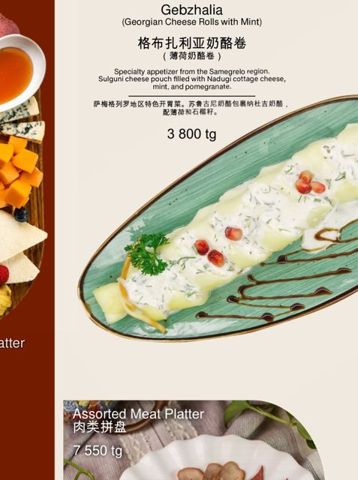 Gebzhalia
(Georgian Cheese Rolls with Mint)
格布扎利亚奶酪卷
（薄荷奶酪卷）
Specialty appetizer from the Samegrelo region.
Sulguni cheese pouch filled with Nadugi cottage cheese,
mint, and pomegranate.
萨梅格列罗地区特色开胃菜。苏鲁古尼奶酪包裹纳杜吉奶酪，
配薄荷和石榴籽。
3 800 tg
atter
Assorted Meat Platter
肉类拼盘
7 550 tg